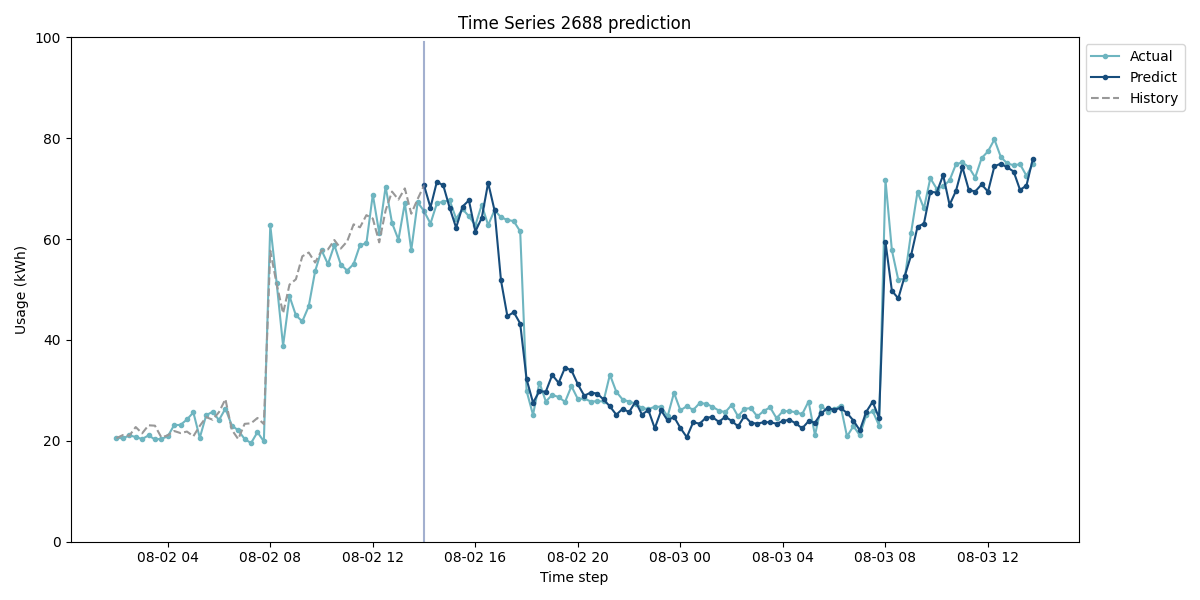 Time Series 2688 prediction
Usage (kWh)
100
80
60
40
20
0
08-02 04
08-02 08
08-02 12
08-02 16
08-02 20
08-03 00
08-03 04
08-03 08
08-03 12
Time step
Actual
Predict
History